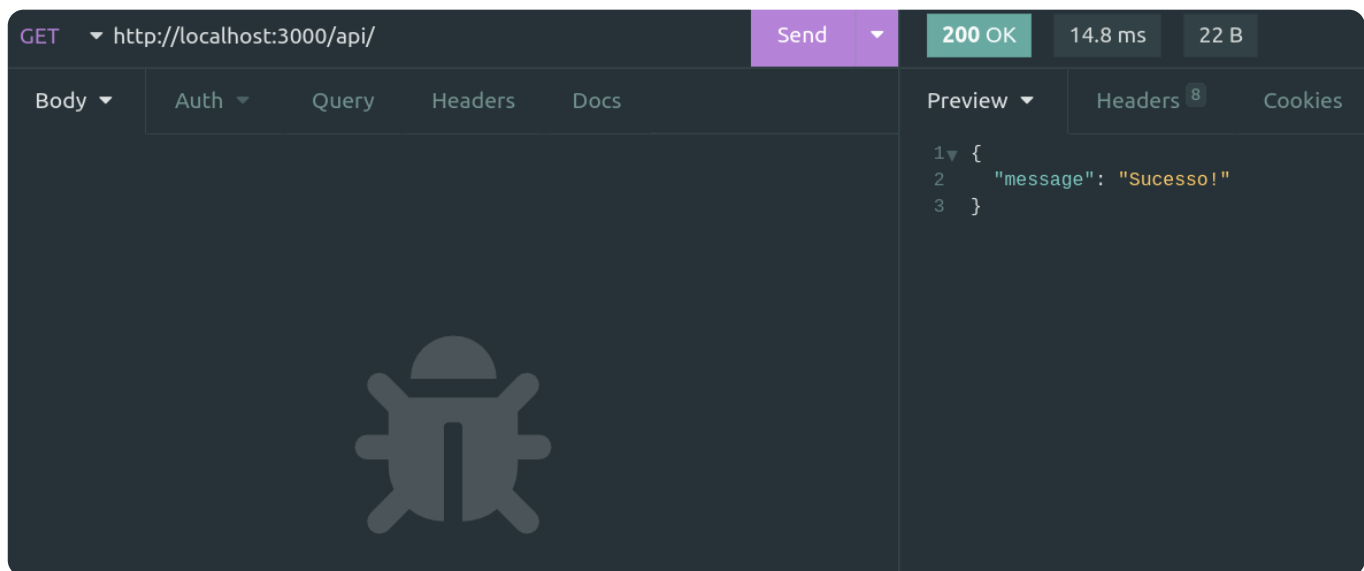 GET http://localhost:3000/api/ Send 200 OK 14.8 ms 22 B
Body Auth Query Headers Docs Preview Headers 8 Cookies
1 {
2 "message": "Sucesso!"
3 }